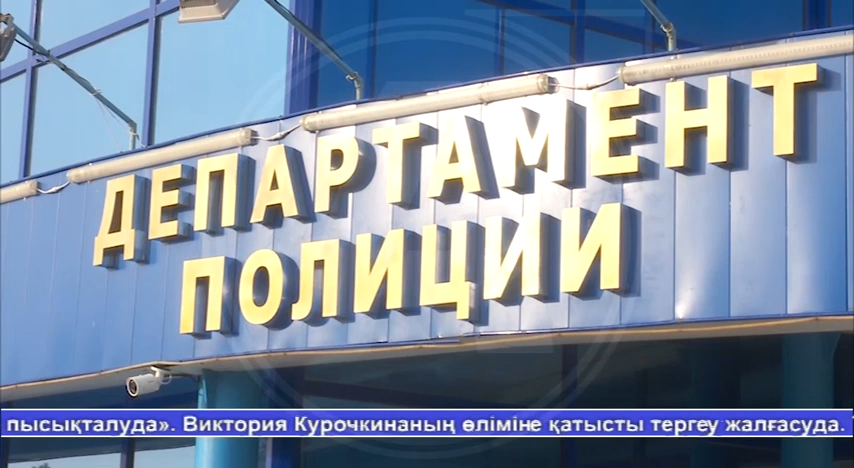 ДЕПАРТАМЕНТ
ПОЛИЦИИ
пысықталуда». Виктория Курочкинаның өліміне қатысты тергеу жалғасуда.